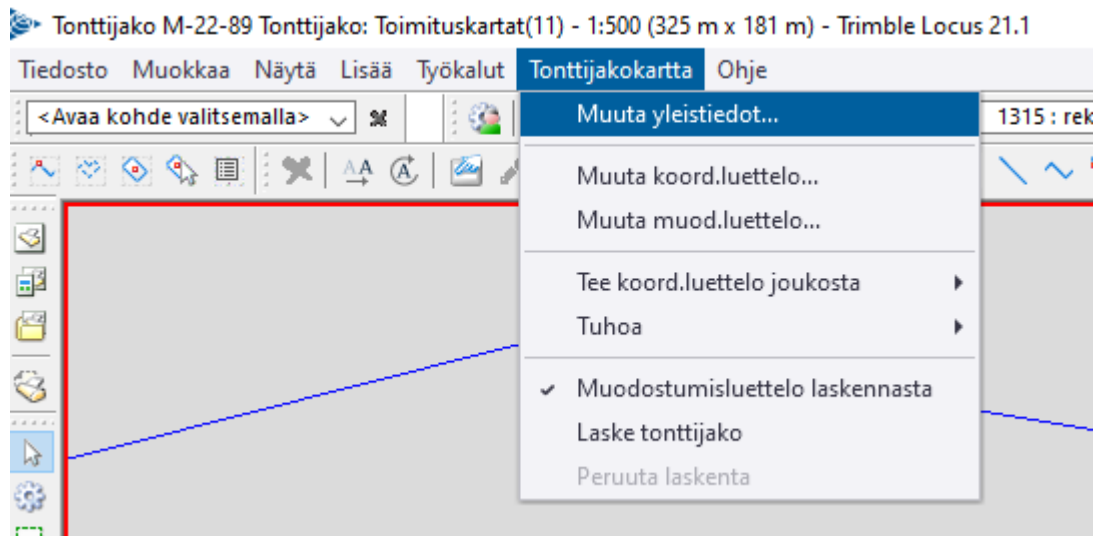 Tonttijako M-22-89 Tonttijako: Toimituskartat(11) - 1:500 (325 m x 181 m) - Trimble Locus 21.1
Tiedosto Muokkaa Näytä Lisää Työkalut Tonttijakokartta Ohje
<Avaa kohde valitsemalla> 1315 : rek
Muuta yleistiedot...
Muuta koord.luettelo...
Muuta muod.luettelo...
Tee koord.luettelo joukosta
Tuhoa
Muodostumisluettelo laskennasta
Laske tonttijako
Peruuta laskenta